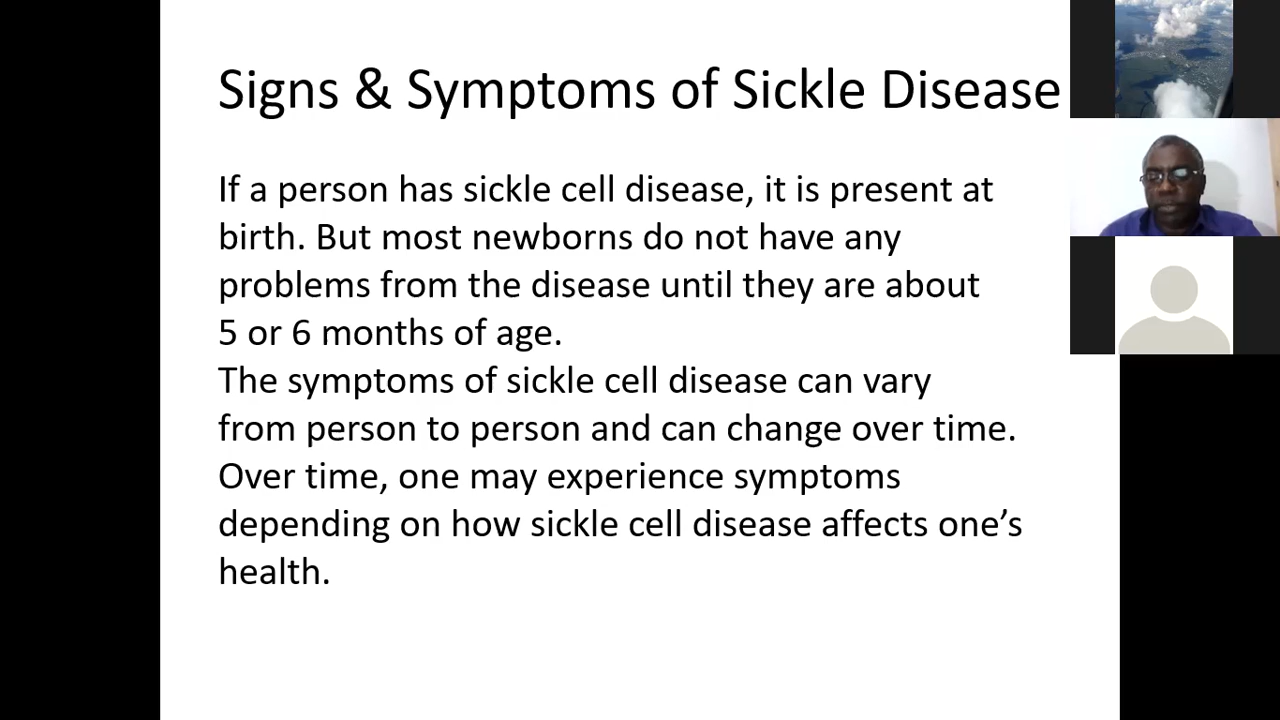 Signs & Symptoms of Sickle Disease
If a person has sickle cell disease, it is present at
birth. But most newborns do not have any
problems from the disease until they are about
5 or 6 months of age.
The symptoms of sickle cell disease can vary
from person to person and can change over time.
Over time, one may experience symptoms
depending on how sickle cell disease affects one’s
health.